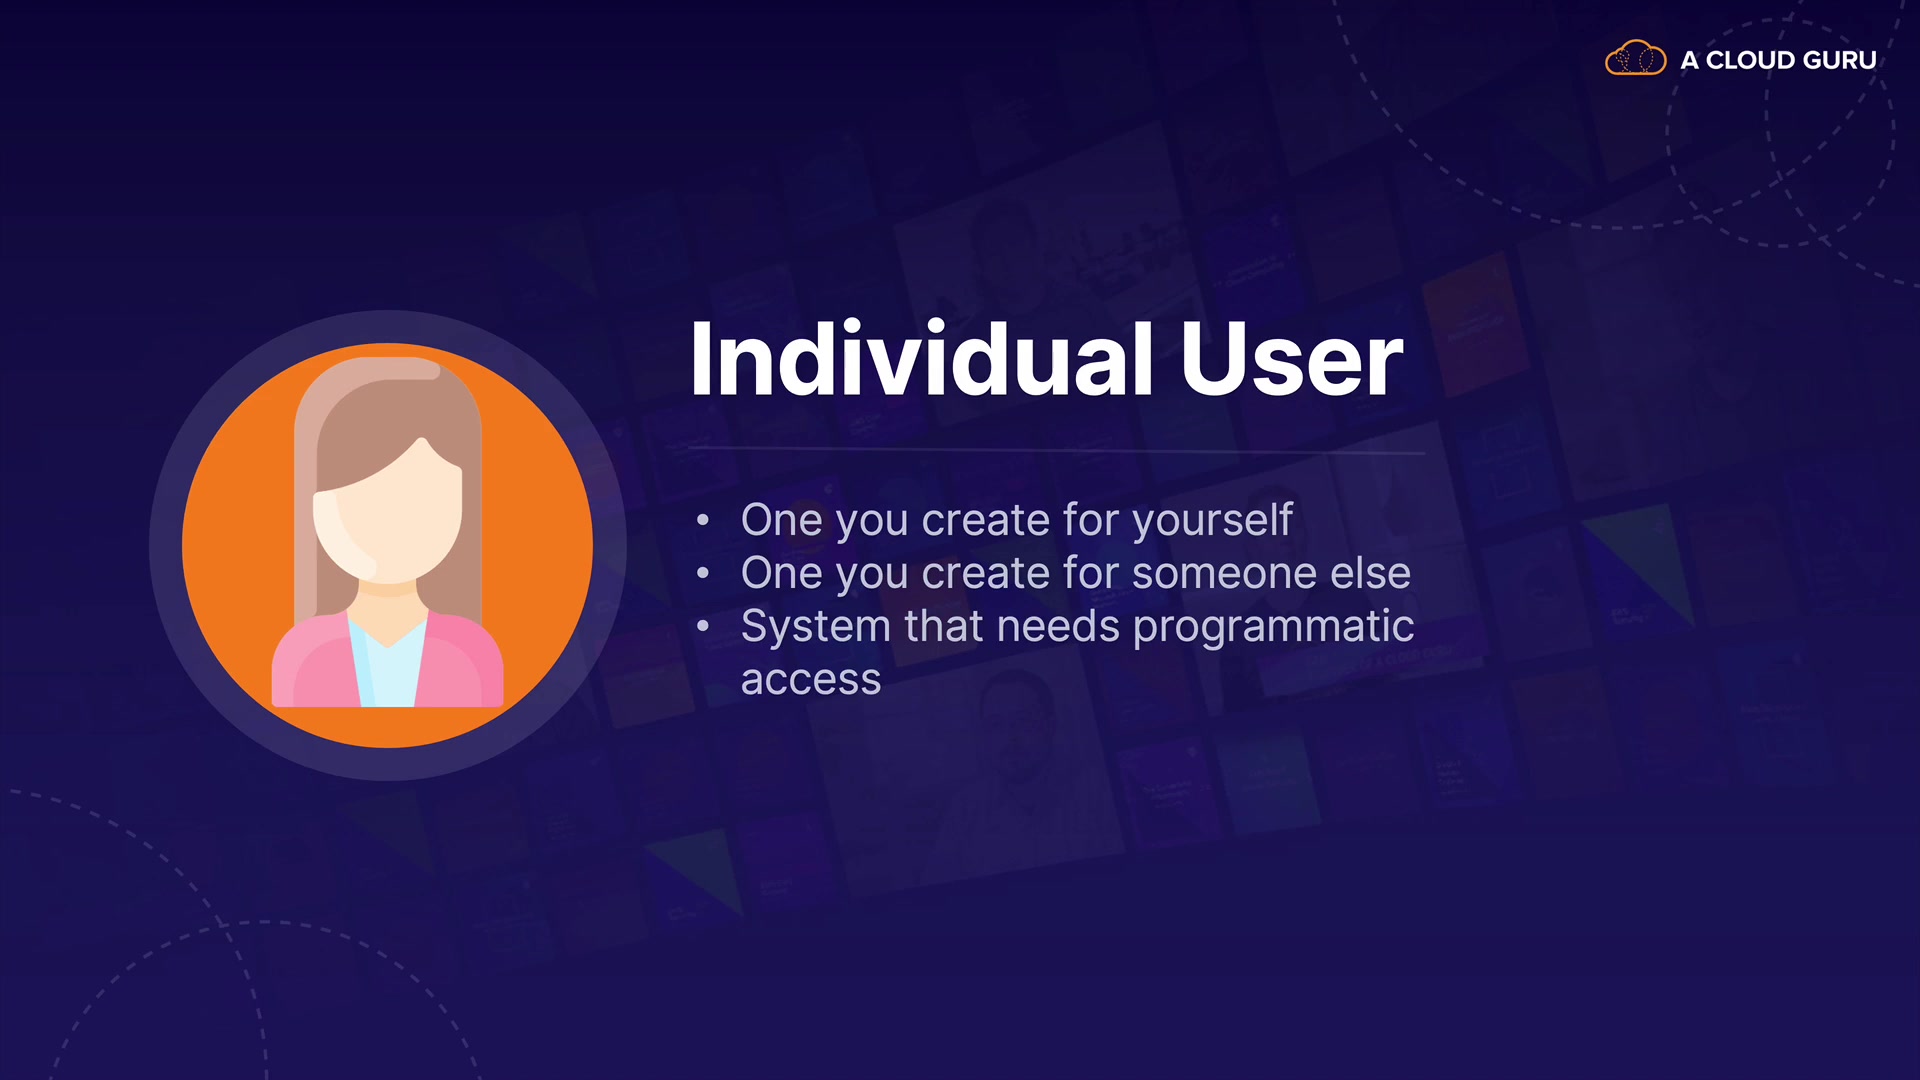 A CLOUD GURU
Individual User
• One you create for yourself
• One you create for someone else
• System that needs programmatic
access